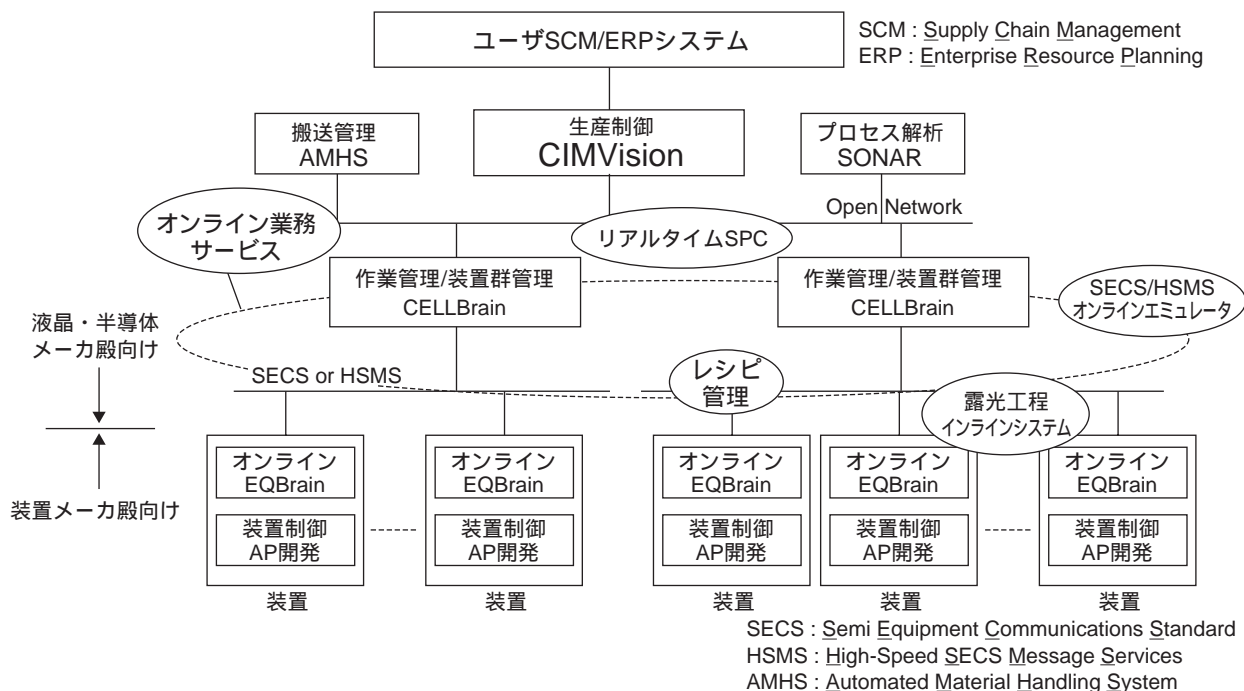 ユーザSCM/ERPシステム
SCM : Supply Chain Management
ERP : Enterprise Resource Planning
搬送管理
AMHS
生産制御
CIMVision
プロセス解析
SONAR
オンライン業務
サービス
Open Network
リアルタイムSPC
作業管理/装置群管理
CELLBrain
作業管理/装置群管理
CELLBrain
SECS/HSMS
オンラインエミュレータ
液晶・半導体
メーカ殿向け
SECS or HSMS
レシピ
管理
露光工程
インラインシステム
装置メーカ殿向け
オンライン
EQBrain
装置制御
AP開発
装置
オンライン
EQBrain
装置制御
AP開発
装置
オンライン
EQBrain
装置制御
AP開発
装置
オンライン
EQBrain
装置制御
AP開発
装置
オンライン
EQBrain
装置制御
AP開発
装置
SECS : Semi Equipment Communications Standard
HSMS : High-Speed SECS Message Services
AMHS : Automated Material Handling System